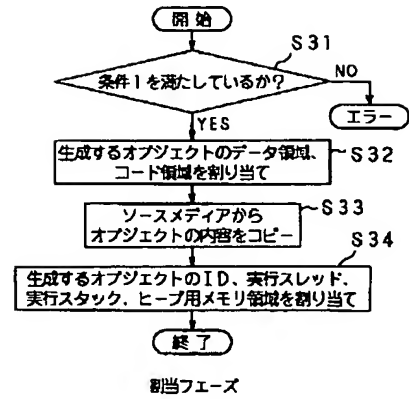 開始
S31
条件1を満たしているか?
NO
エラー
YES
生成するオブジェクトのデータ領域、
コード領域を割り当て
S32
ソースメディアから
オブジェクトの内容をコピー
S33
S34
生成するオブジェクトのID、実行スレッド、
実行スタック、ヒープ用メモリ領域を割り当て
終了
割当フェーズ